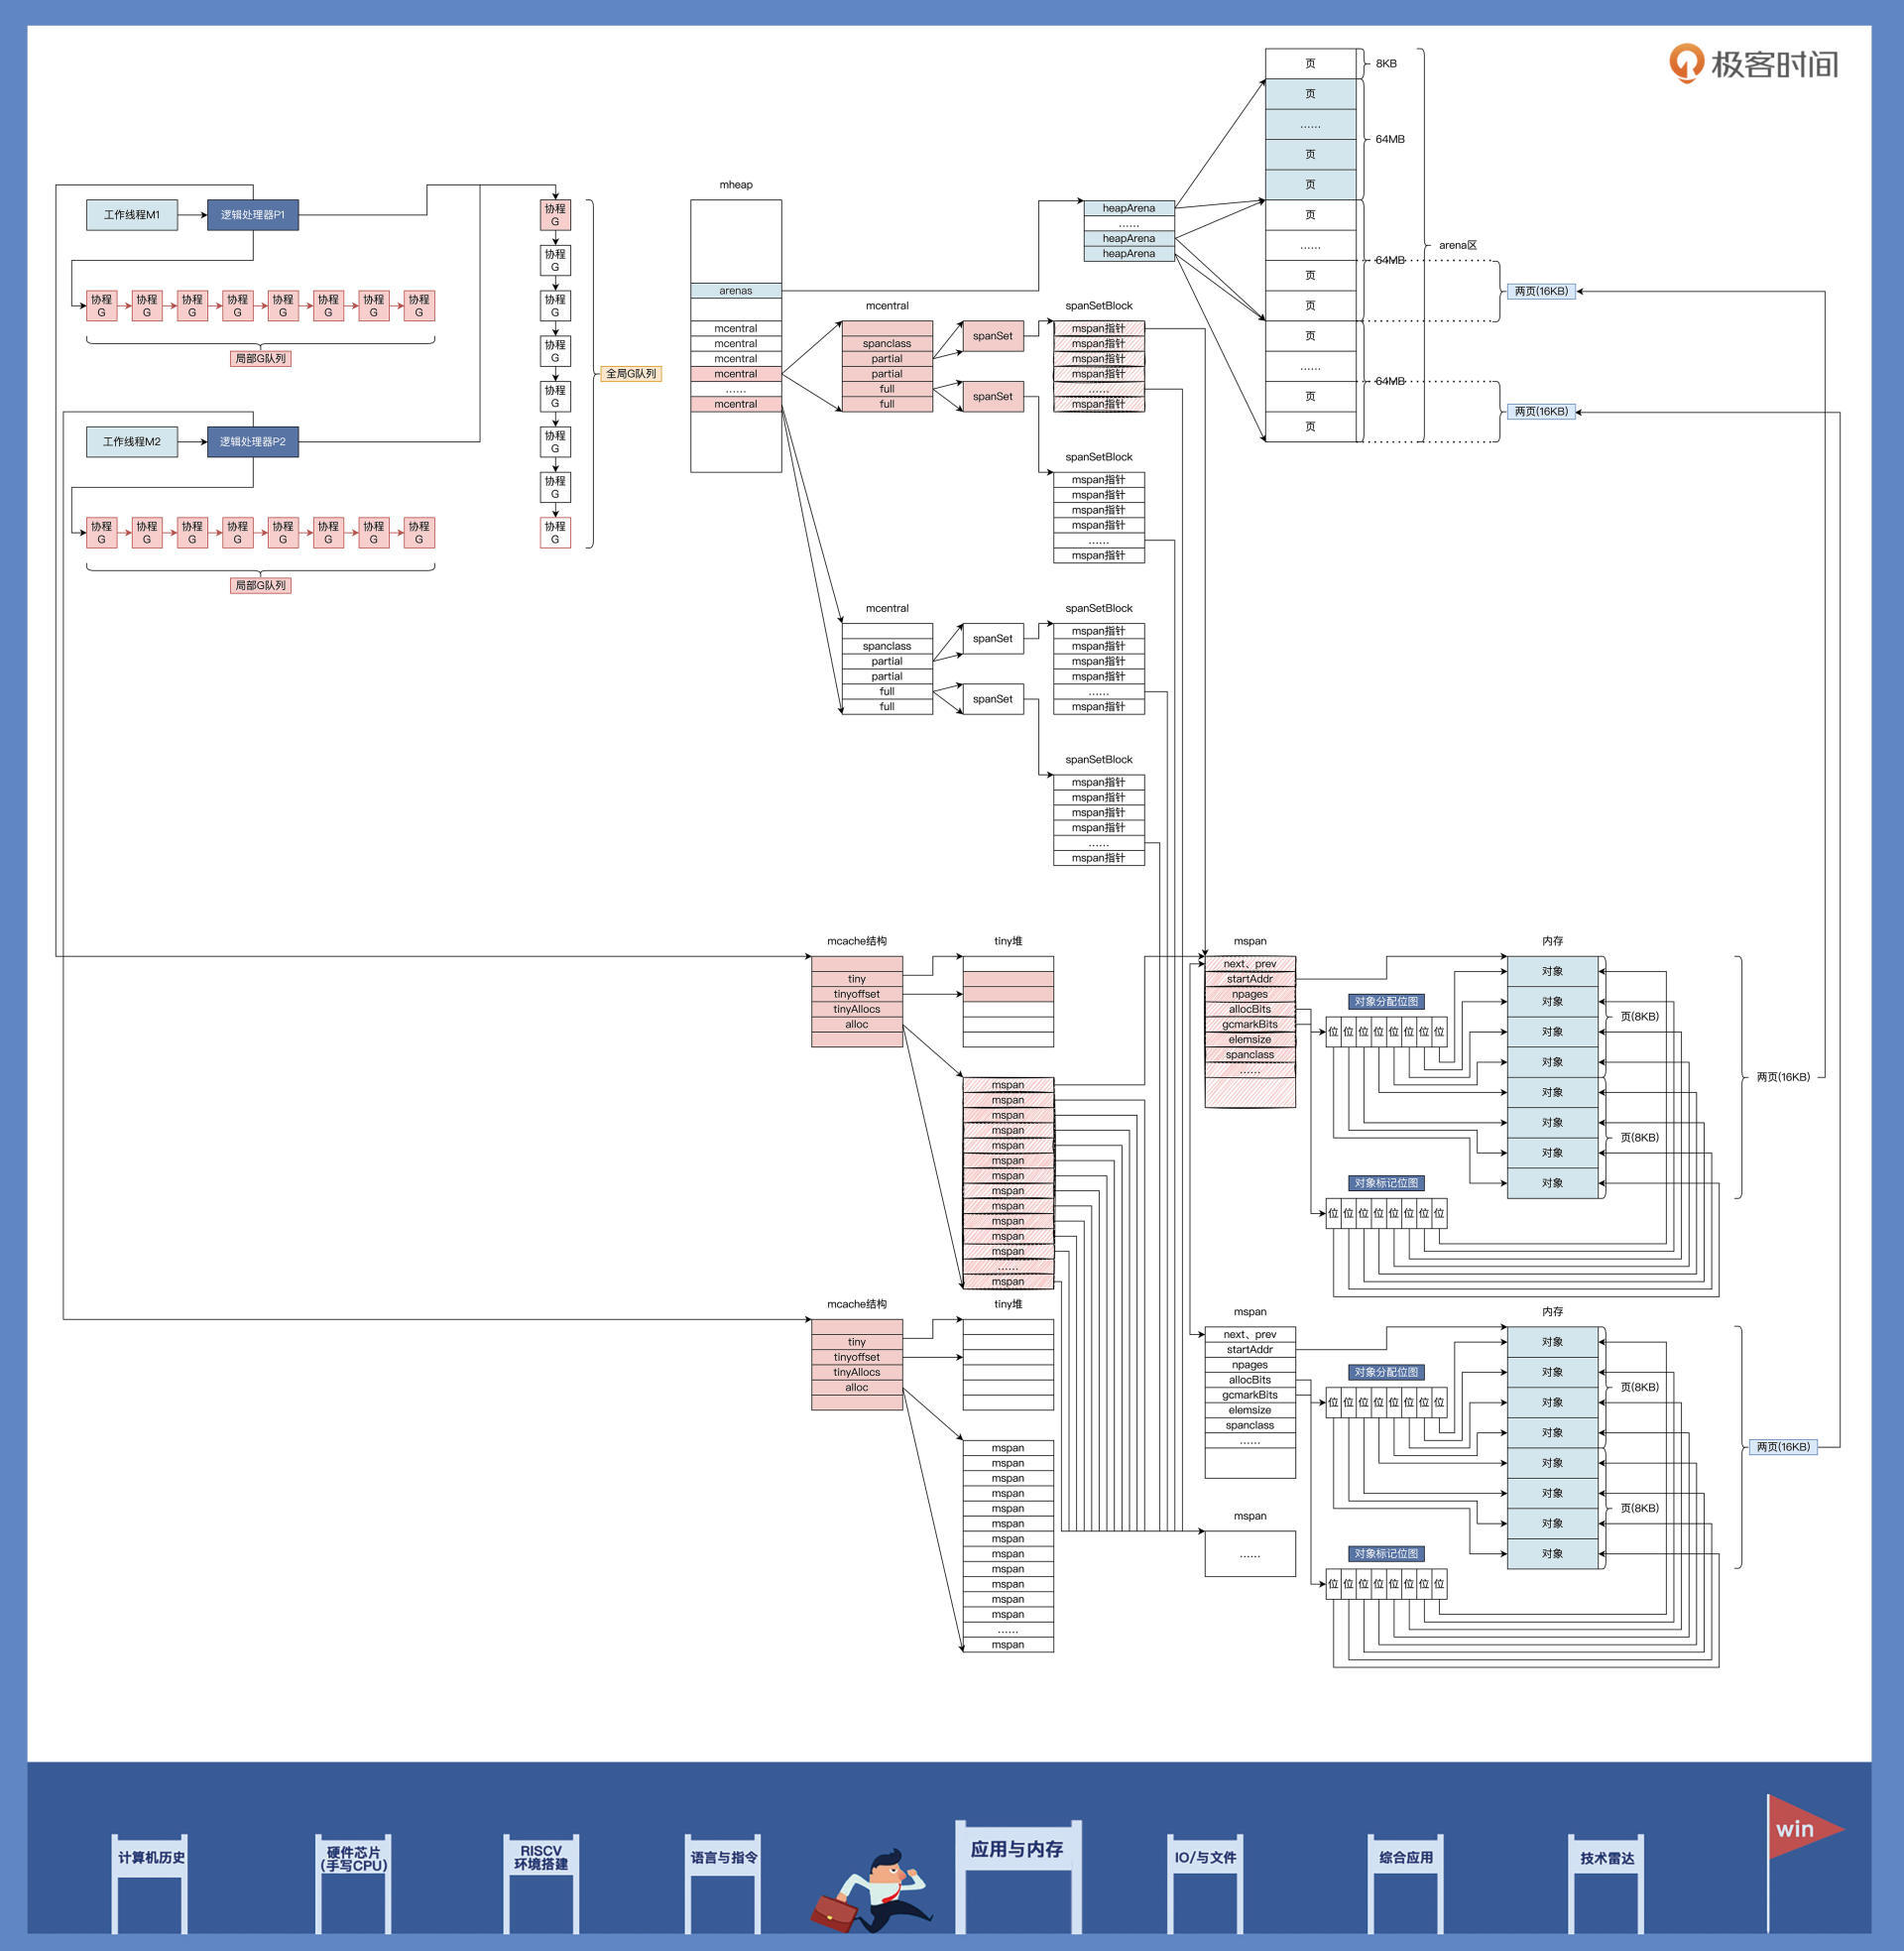 极客时间
工作线程M1
逻辑处理器P1
协程
G
协程
G
协程
G
协程
G
协程
G
协程
G
协程
G
协程
G
局部G队列
工作线程M2
逻辑处理器P2
协程
G
协程
G
协程
G
协程
G
协程
G
协程
G
协程
G
协程
G
局部G队列
协程
G
协程
G
协程
G
协程
G
协程
G
协程
G
协程
G
协程
G
全局G队列
mheap
arenas
mcentral
mcentral
mcentral
mcentral
......
mcentral
heapArena
......
heapArena
heapArena
页
页
......
页
页
页
......
页
页
页
......
页
页
8KB
64MB
64MB
64MB
arena区
两页(16KB)
两页(16KB)
mcentral
spanclass
partial
partial
full
full
spanSet
spanSet
spanSetBlock
mspan指针
mspan指针
mspan指针
mspan指针
......
mspan指针
spanSetBlock
mspan指针
mspan指针
mspan指针
mspan指针
......
mspan指针
mcentral
spanclass
partial
partial
full
full
spanSet
spanSet
spanSetBlock
mspan指针
mspan指针
mspan指针
mspan指针
......
mspan指针
spanSetBlock
mspan指针
mspan指针
mspan指针
mspan指针
......
mspan指针
mcache结构
tiny
tinyoffset
tinyAllocs
alloc
tiny堆
mspan
mspan
mspan
mspan
mspan
mspan
mspan
mspan
mspan
mspan
mspan
mspan
......
mspan
mspan
next、prev
startAddr
npages
allocBits
gcmarkBits
elemsize
spanclass
......
对象分配位图
位 位 位 位 位 位 位 位
对象标记位图
位 位 位 位 位 位 位 位
内存
对象
对象
对象
对象
对象
对象
对象
对象
页(8KB)
页(8KB)
两页(16KB)
mcache结构
tiny
tinyoffset
tinyAllocs
alloc
tiny堆
mspan
mspan
mspan
mspan
mspan
mspan
mspan
mspan
mspan
mspan
mspan
mspan
......
mspan
mspan
next、prev
startAddr
npages
allocBits
gcmarkBits
elemsize
spanclass
......
mspan
......
对象分配位图
位 位 位 位 位 位 位 位
对象标记位图
位 位 位 位 位 位 位 位
内存
对象
对象
对象
对象
对象
对象
对象
对象
页(8KB)
页(8KB)
两页(16KB)
计算机历史
硬件芯片
(手写CPU)
RISCV
环境搭建
语言与指令
应用与内存
IO/与文件
综合应用
技术雷达
win